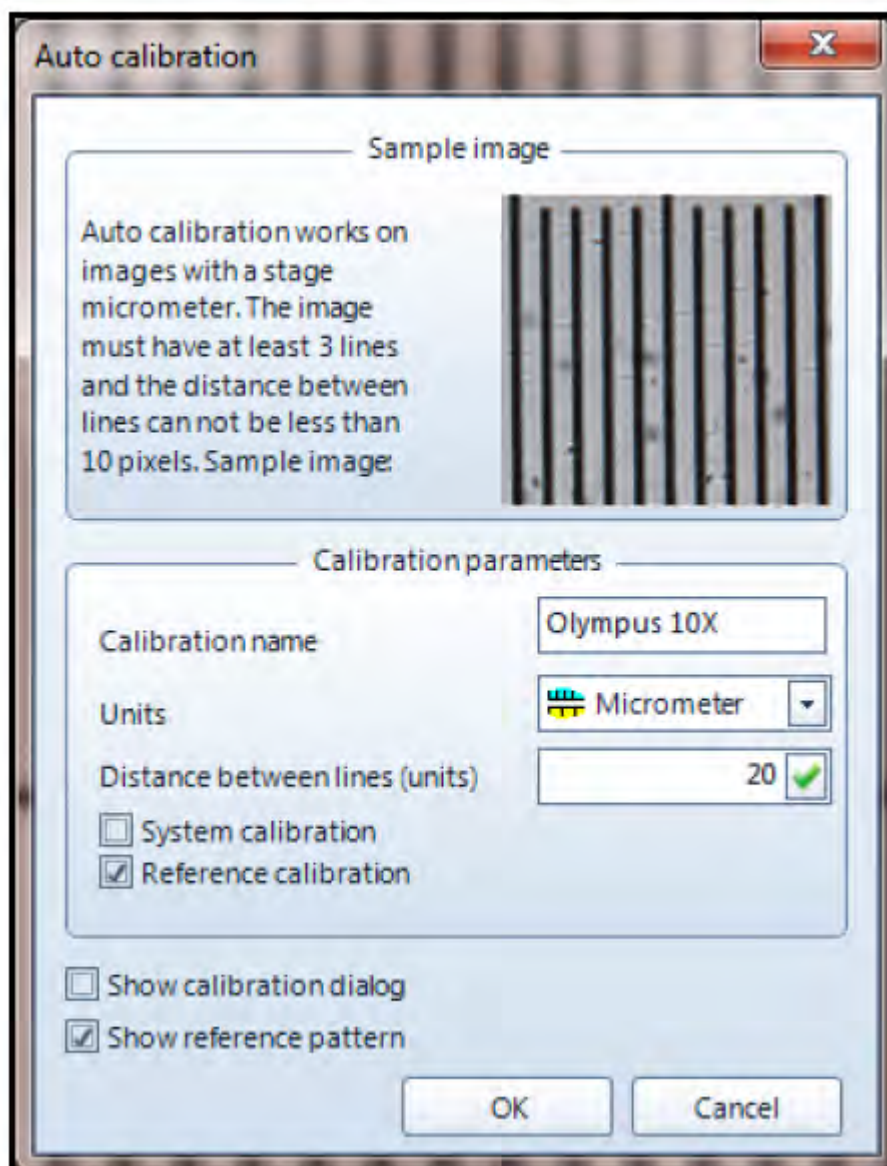 Auto calibration
Sample image
Auto calibration works on
images with a stage
micrometer. The image
must have at least 3 lines
and the distance between
lines can not be less than
10 pixels. Sample image:
Calibration parameters
Calibration name
Olympus 10X
Units
Micrometer
Distance between lines (units)
20
System calibration
Reference calibration
Show calibration dialog
Show reference pattern
OK
Cancel